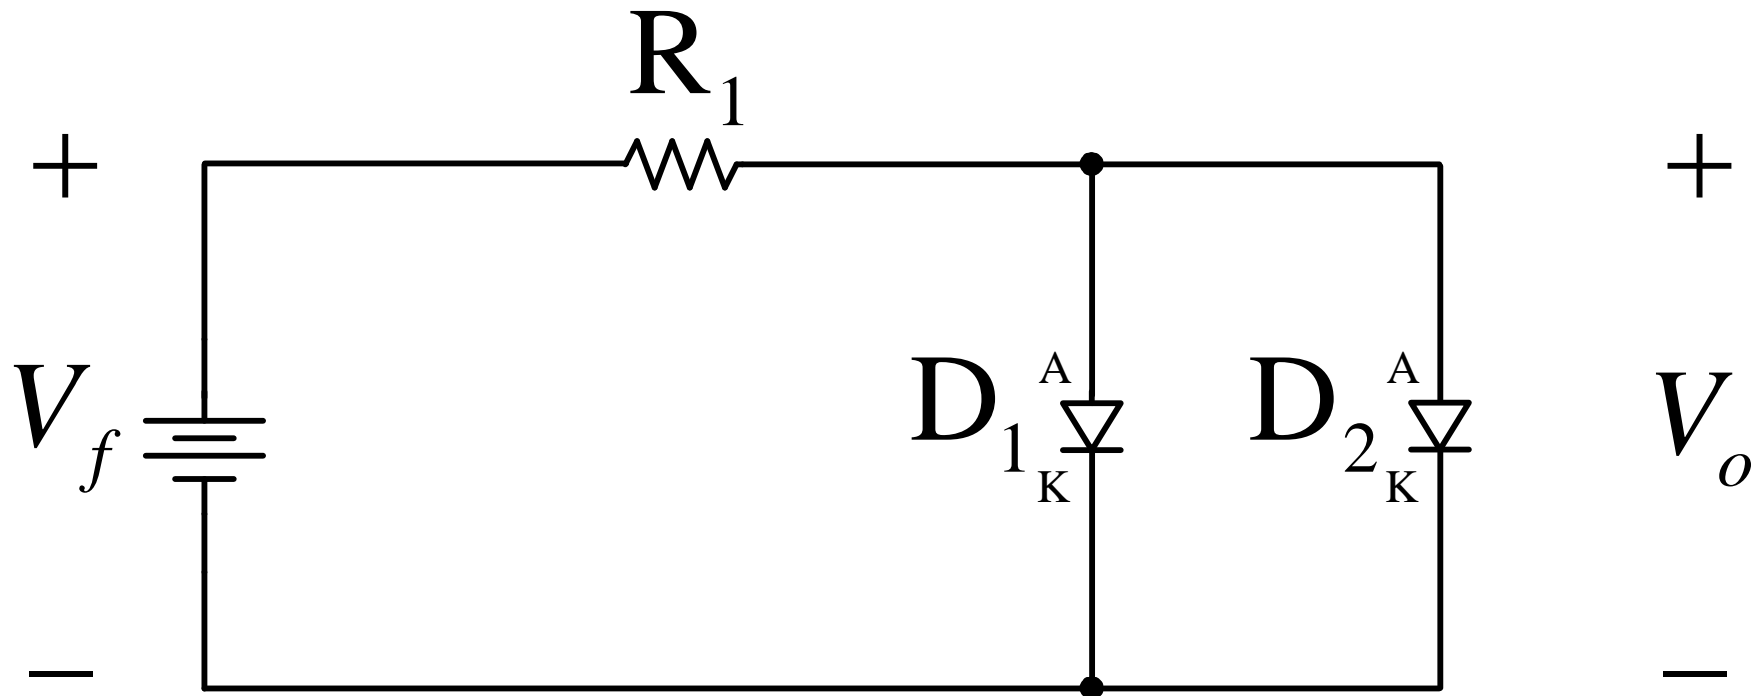 R1
+ +
Vf D1 A K D2 A K Vo
− −